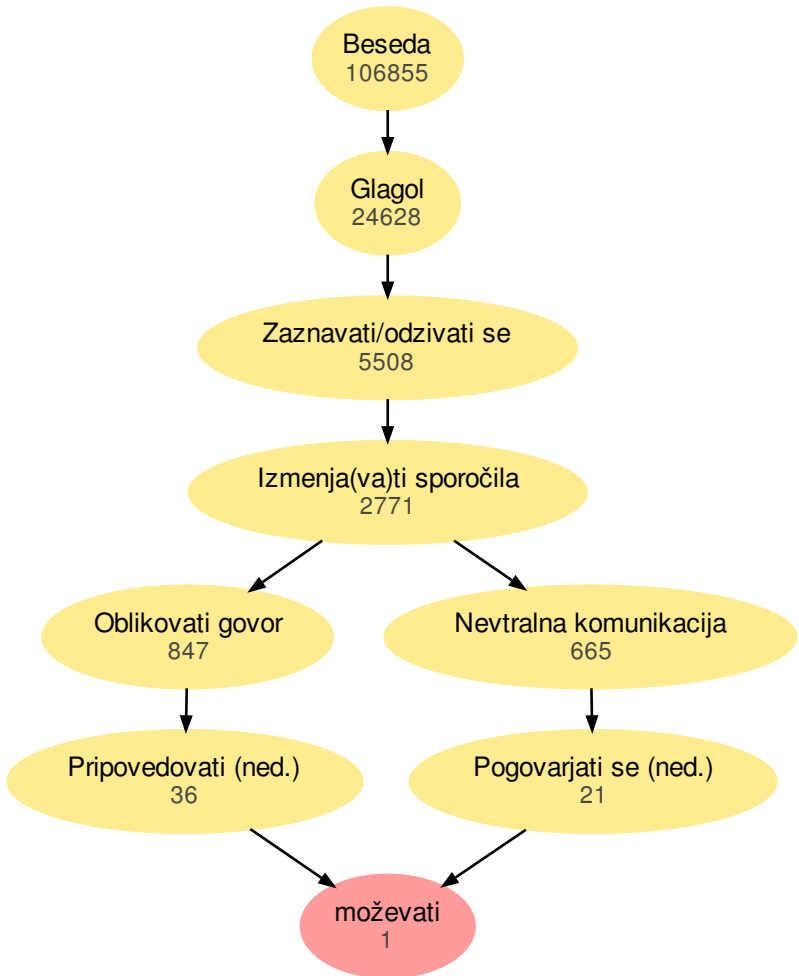 Beseda
106855
Glagol
24628
Zaznavati/odzivati se
5508
Izmenja(va)ti sporočila
2771
Oblikovati govor
847
Nevtralna komunikacija
665
Pripovedovati (ned.)
36
Pogovarjati se (ned.)
21
moževati
1